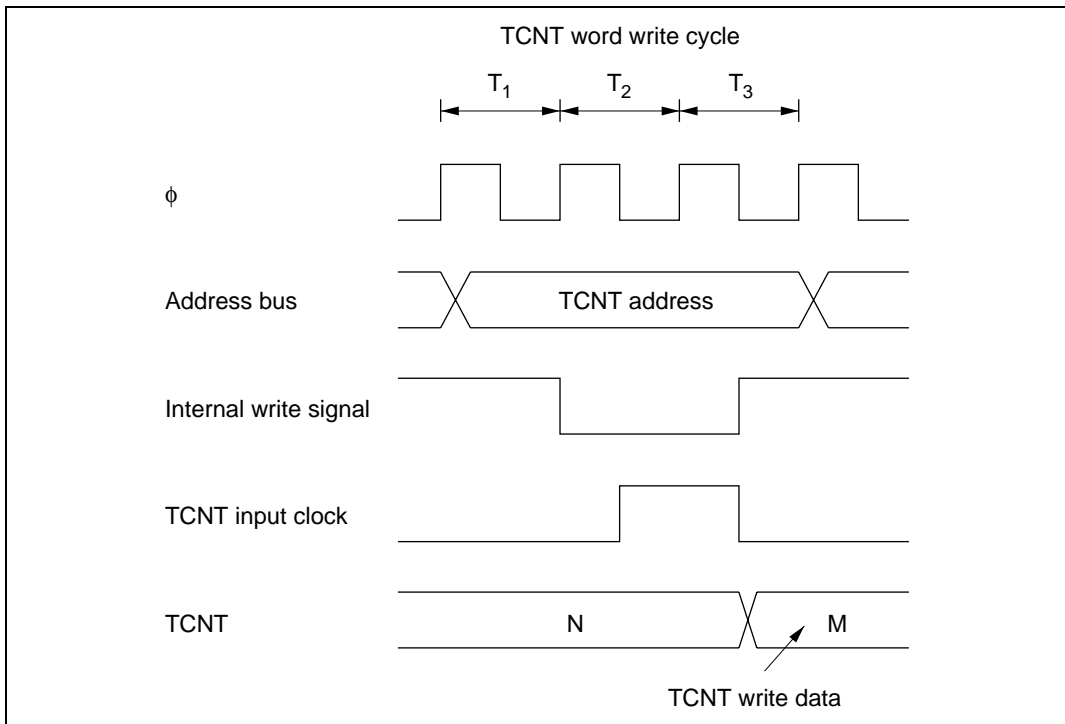 TCNT word write cycle
T1 T2 T3
ϕ
Address bus
TCNT address
Internal write signal
TCNT input clock
TCNT
N
M
TCNT write data